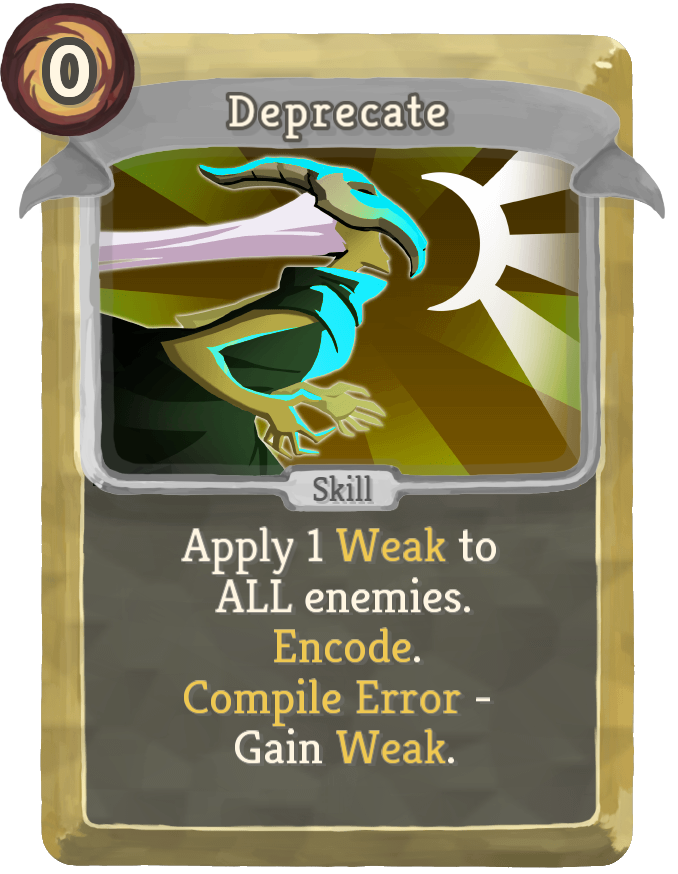 0
Deprecate
Skill
Apply 1 Weak to
ALL enemies.
Encode.
Compile Error -
Gain Weak.